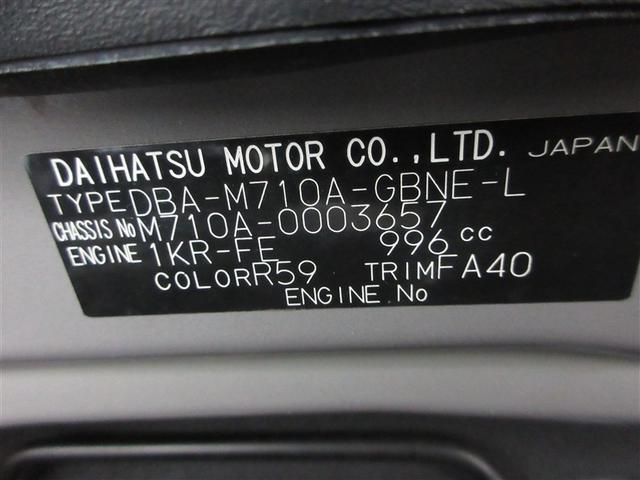 DAIHATSU MOTOR CO.,LTD. JAPAN
TYPE DBA-M710A-GBNE-L
CHASSIS No M710A-0003657
ENGINE 1KR-FE 996 cc
COLOR R59 TRIM FA40
ENGINE No